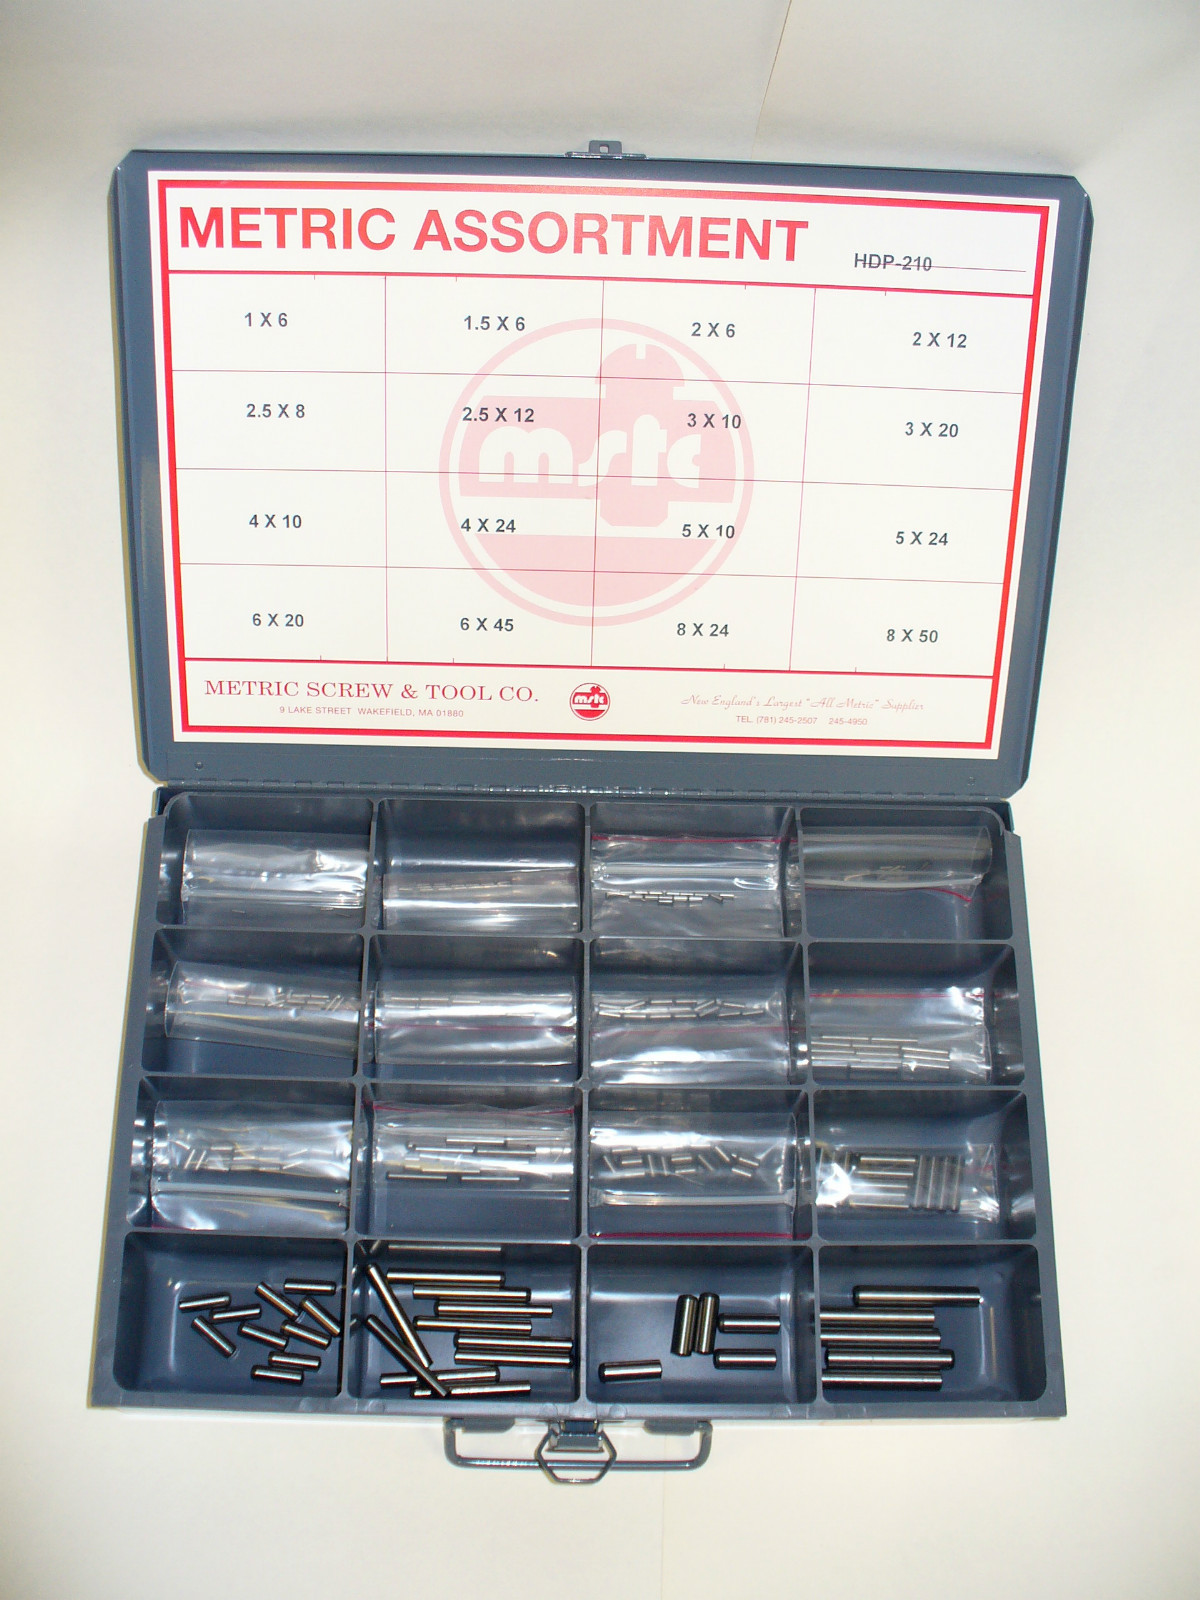 METRIC ASSORTMENT HDP-210
1 X 6 1.5 X 6 2 X 6 2 X 12
2.5 X 8 2.5 X 12 3 X 10 3 X 20
mstc
4 X 10 4 X 24 5 X 10 5 X 24
6 X 20 6 X 45 8 X 24 8 X 50
METRIC SCREW & TOOL CO. mstc New England's Largest "All Metric" Supplier
9 LAKE STREET WAKEFIELD, MA 01880 TEL. (781) 245-2507 245-4950